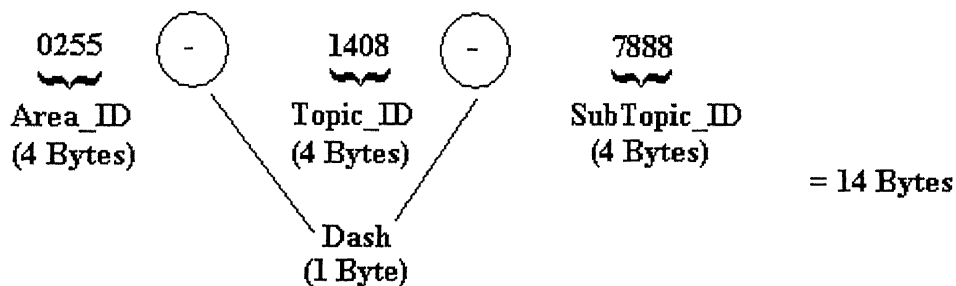 0255 - 1408 - 7888
Area_ID Topic_ID SubTopic_ID
(4 Bytes) (4 Bytes) (4 Bytes)
= 14 Bytes
Dash
(1 Byte)